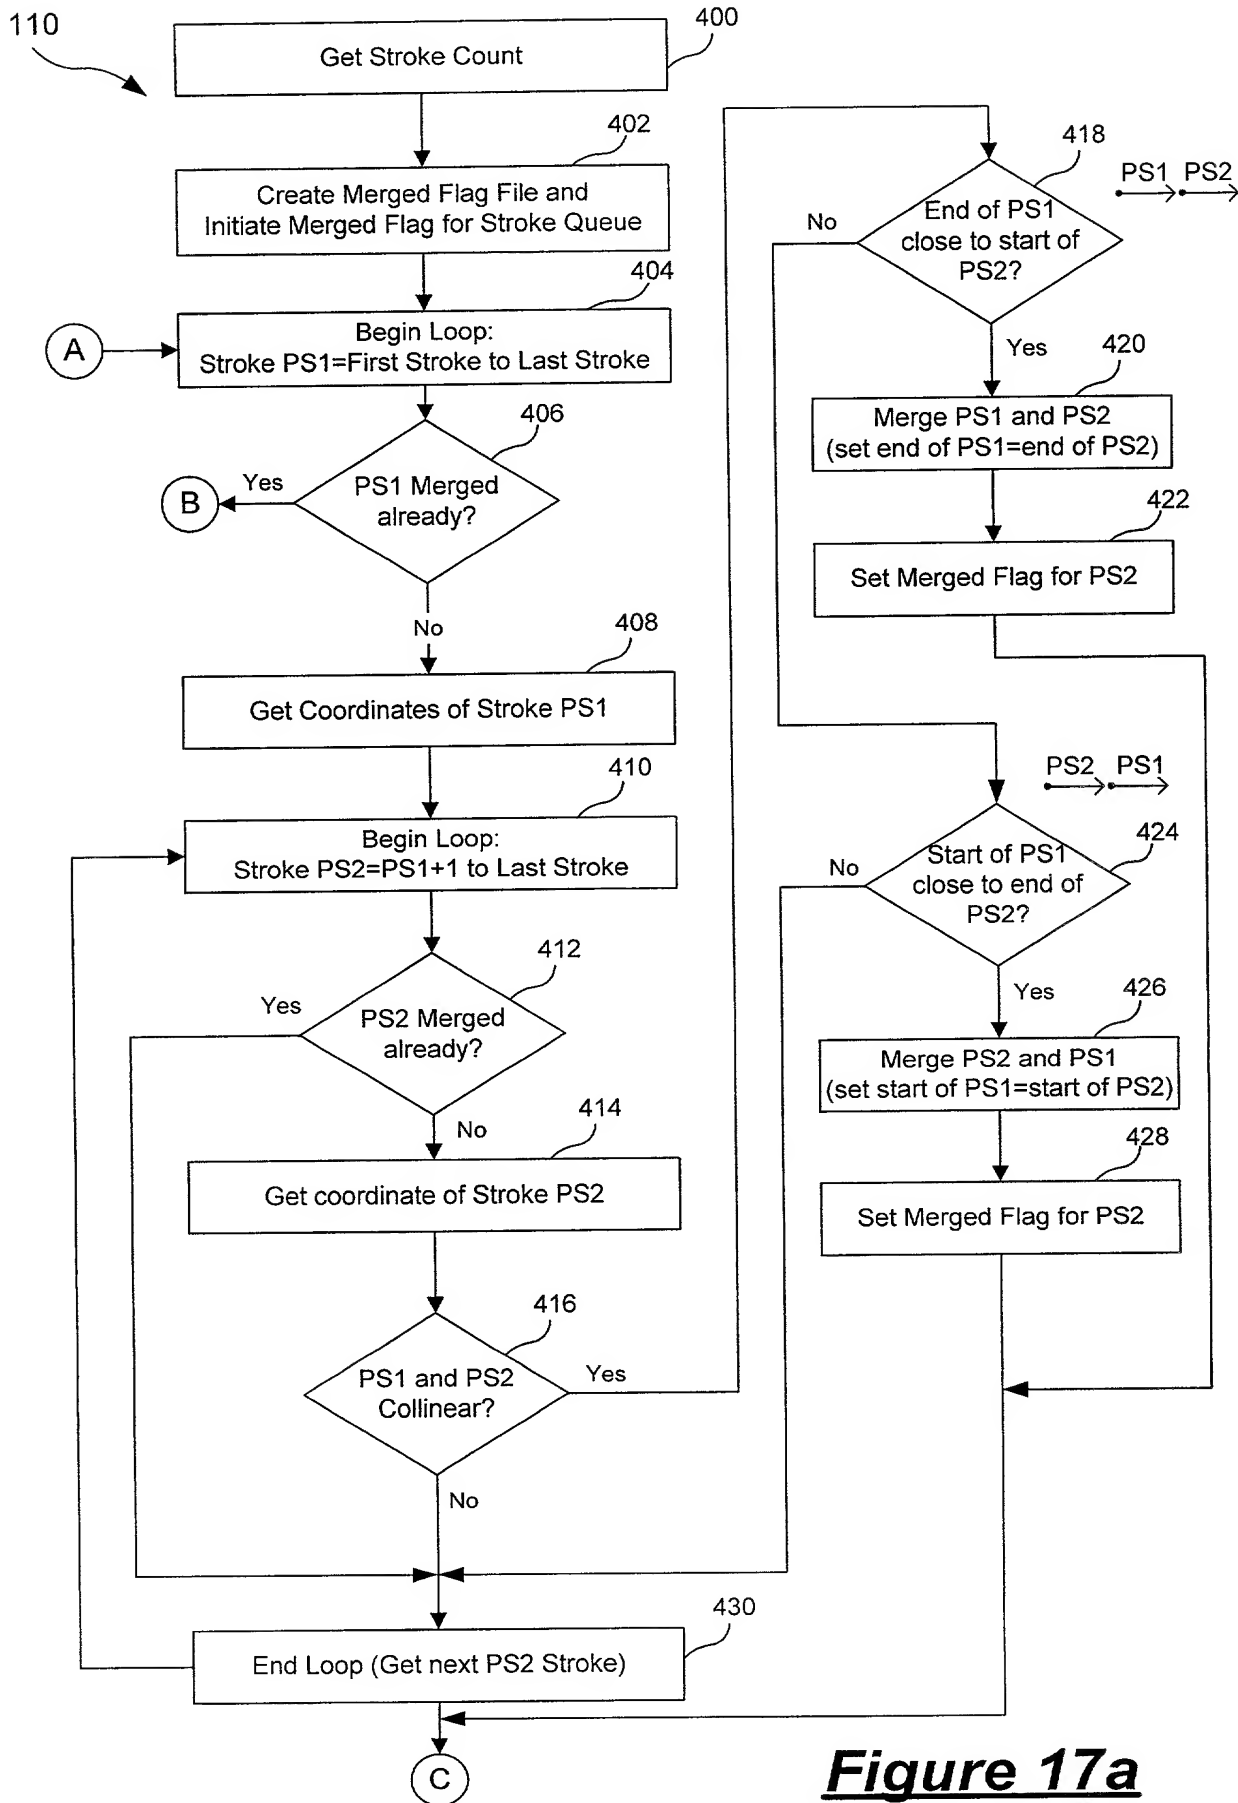 110
400
Get Stroke Count
402
Create Merged Flag File and
Initiate Merged Flag for Stroke Queue
404
A
Begin Loop:
Stroke PS1=First Stroke to Last Stroke
406
B
Yes
PS1 Merged
already?
No
408
Get Coordinates of Stroke PS1
410
Begin Loop:
Stroke PS2=PS1+1 to Last Stroke
412
Yes
PS2 Merged
already?
No
414
Get coordinate of Stroke PS2
416
PS1 and PS2
Collinear?
Yes
No
430
End Loop (Get next PS2 Stroke)
C
418
PS1 PS2
No
End of PS1
close to start of
PS2?
Yes
420
Merge PS1 and PS2
(set end of PS1=end of PS2)
422
Set Merged Flag for PS2
PS2 PS1
424
No
Start of PS1
close to end of
PS2?
Yes
426
Merge PS2 and PS1
(set start of PS1=start of PS2)
428
Set Merged Flag for PS2
Figure 17a